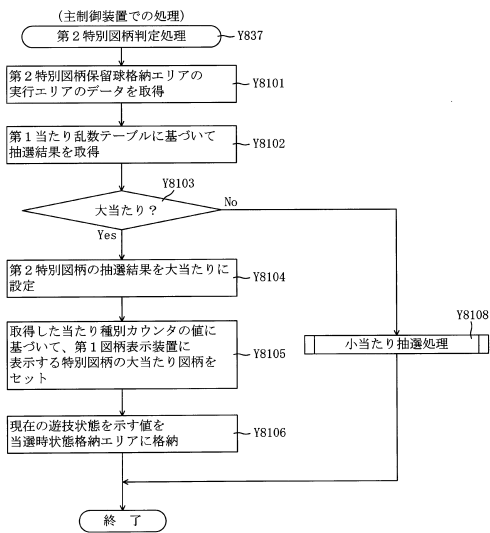 (主制御装置での処理)
第2特別図柄判定処理
Y837
第2特別図柄保留球格納エリアの
実行エリアのデータを取得
Y8101
第1当たり乱数テーブルに基づいて
抽選結果を取得
Y8102
Y8103
大当たり?
No
Yes
第2特別図柄の抽選結果を大当たりに
設定
Y8104
Y8108
小当たり抽選処理
取得した当たり種別カウンタの値に
基づいて、第1図柄表示装置に
表示する特別図柄の大当たり図柄を
セット
Y8105
現在の遊技状態を示す値を
当選時状態格納エリアに格納
Y8106
終 了